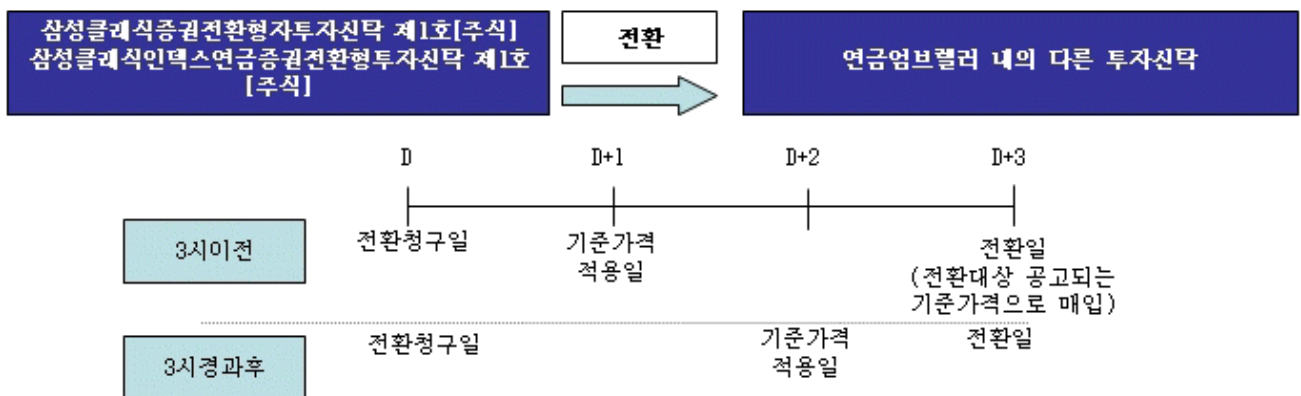 삼성클래식증권전환형자투자신탁 제1호[주식]
삼성클래식인덱스연금증권전환형투자신탁 제1호
[주식]
전환
연금엄브렐러 내의 다른 투자신탁
D
D+1
D+2
D+3
3시이전
전환청구일
기준가격
적용일
전환일
(전환대상 공고되는
기준가격으로 매입)
3시경과후
전환청구일
기준가격
적용일
전환일